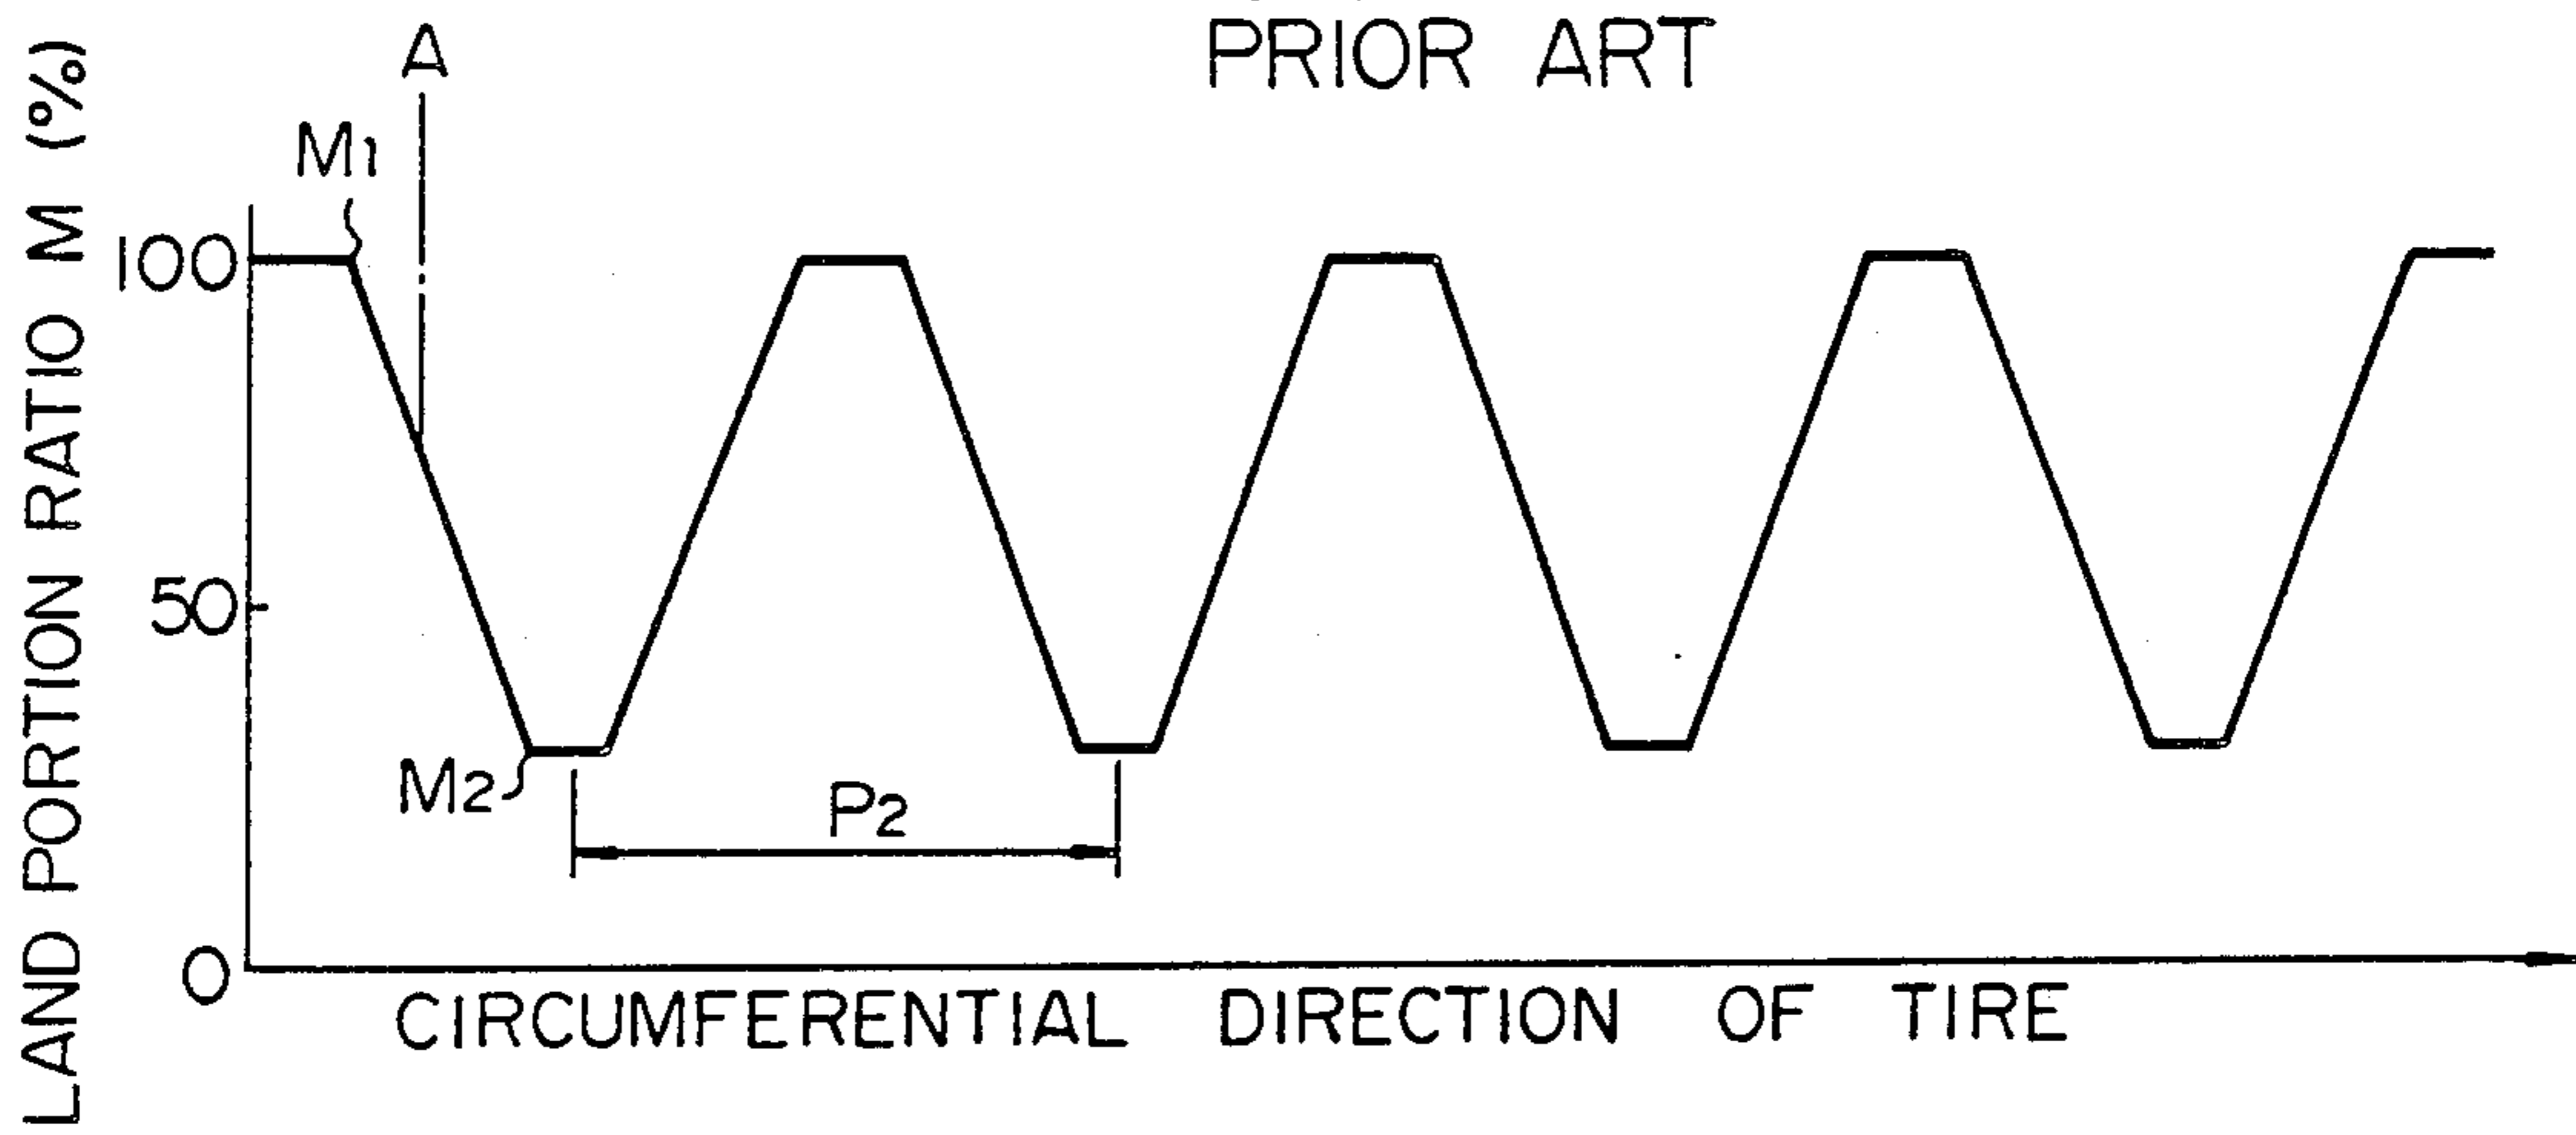 PRIOR ART
A
M1
LAND PORTION RATIO M (%)
100
50
0
M2
P2
CIRCUMFERENTIAL DIRECTION OF TIRE